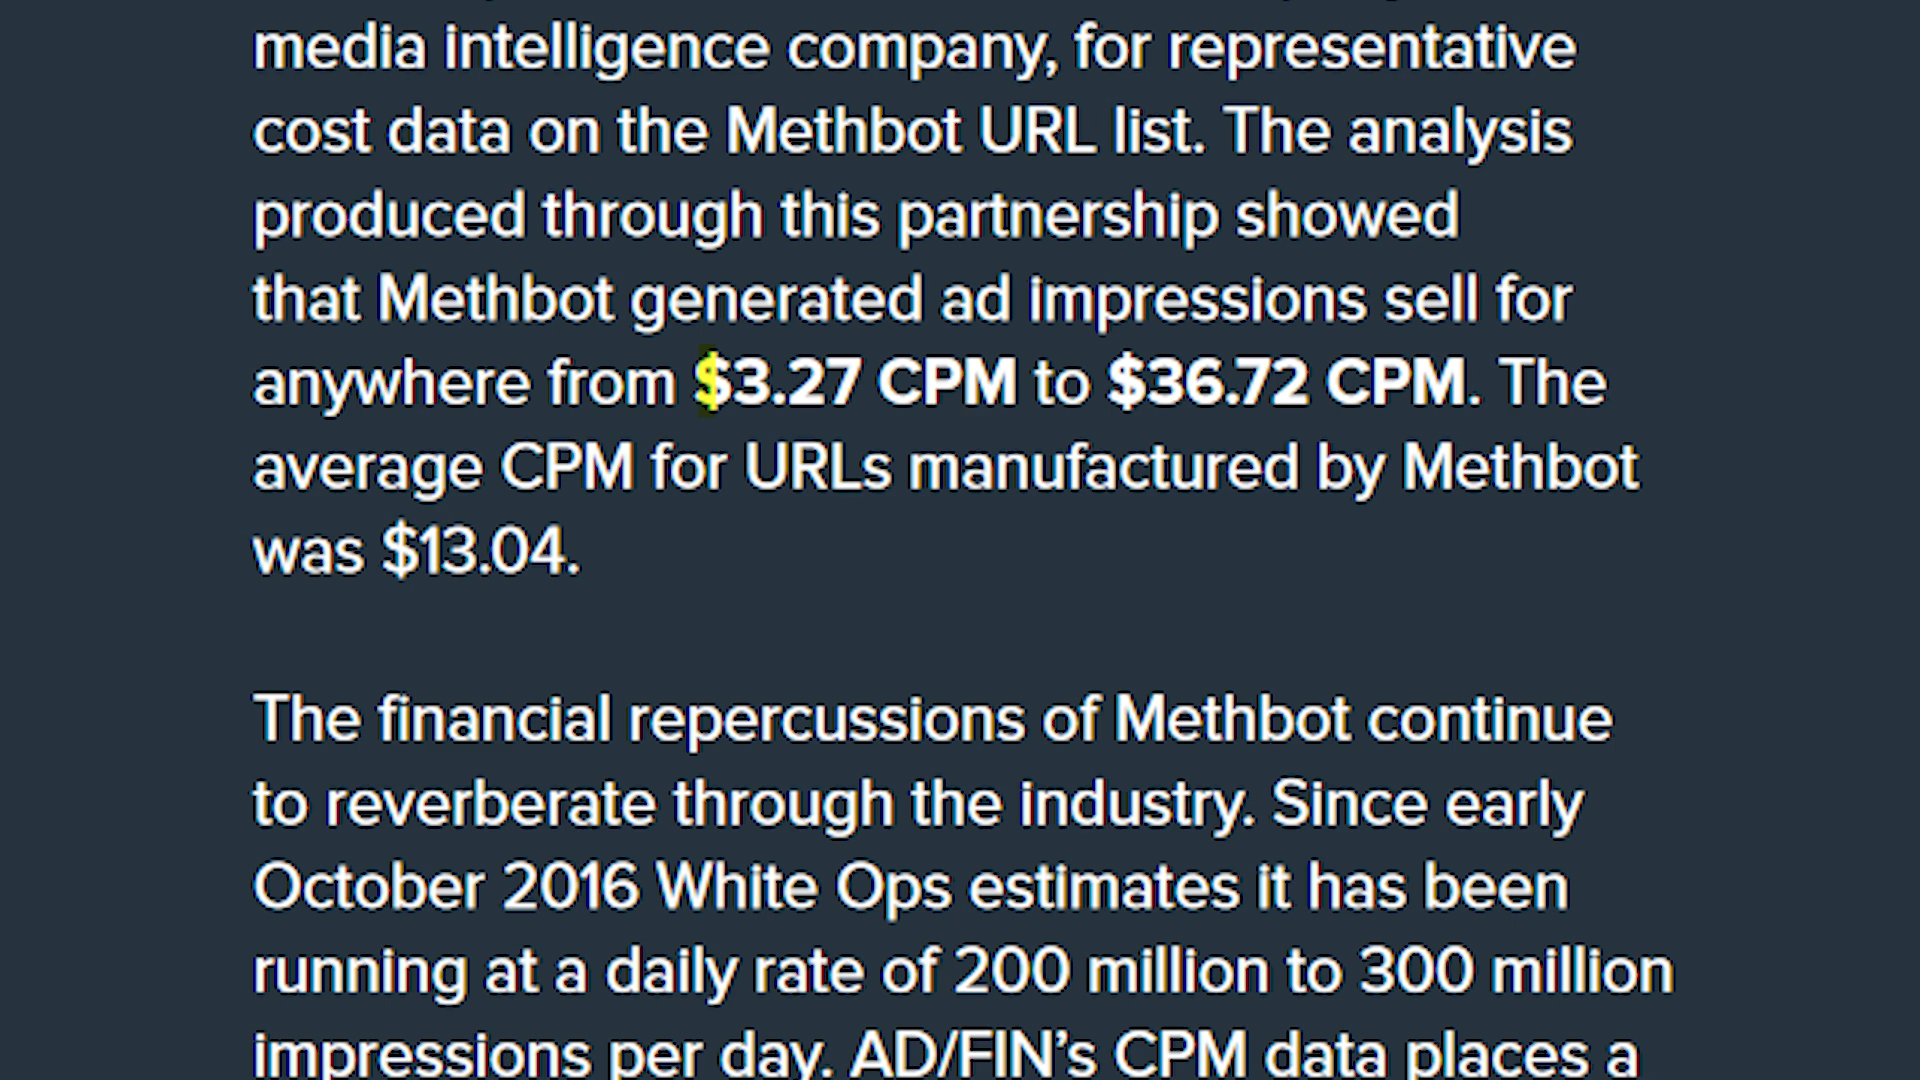 media intelligence company, for representative
cost data on the Methbot URL list. The analysis
produced through this partnership showed
that Methbot generated ad impressions sell for
anywhere from $3.27 CPM to $36.72 CPM. The
average CPM for URLs manufactured by Methbot
was $13.04.
The financial repercussions of Methbot continue
to reverberate through the industry. Since early
October 2016 White Ops estimates it has been
running at a daily rate of 200 million to 300 million
impressions per day. AD/FIN’s CPM data places a